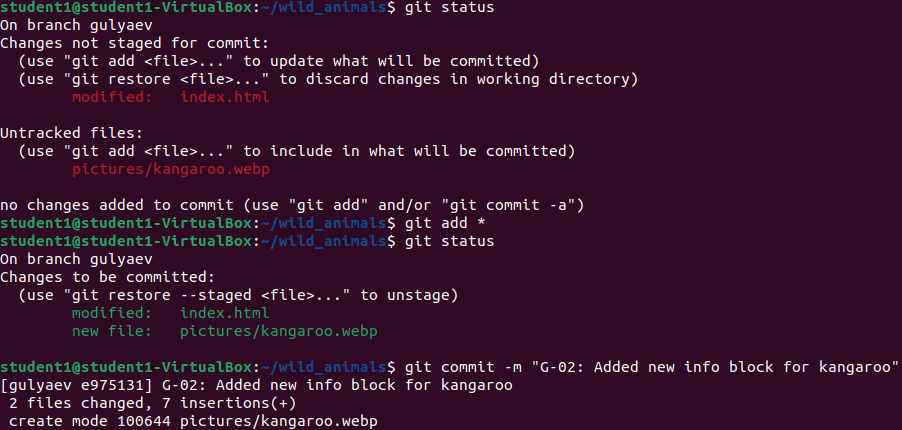 student1@student1-VirtualBox:~/wild_animals$ git status
On branch gulyaev
Changes not staged for commit:
  (use "git add <file>..." to update what will be committed)
  (use "git restore <file>..." to discard changes in working directory)
        modified:   index.html

Untracked files:
  (use "git add <file>..." to include in what will be committed)
        pictures/kangaroo.webp

no changes added to commit (use "git add" and/or "git commit -a")
student1@student1-VirtualBox:~/wild_animals$ git add *
student1@student1-VirtualBox:~/wild_animals$ git status
On branch gulyaev
Changes to be committed:
  (use "git restore --staged <file>..." to unstage)
        modified:   index.html
        new file:   pictures/kangaroo.webp

student1@student1-VirtualBox:~/wild_animals$ git commit -m "G-02: Added new info block for kangaroo"
[gulyaev e975131] G-02: Added new info block for kangaroo
 2 files changed, 7 insertions(+)
 create mode 100644 pictures/kangaroo.webp